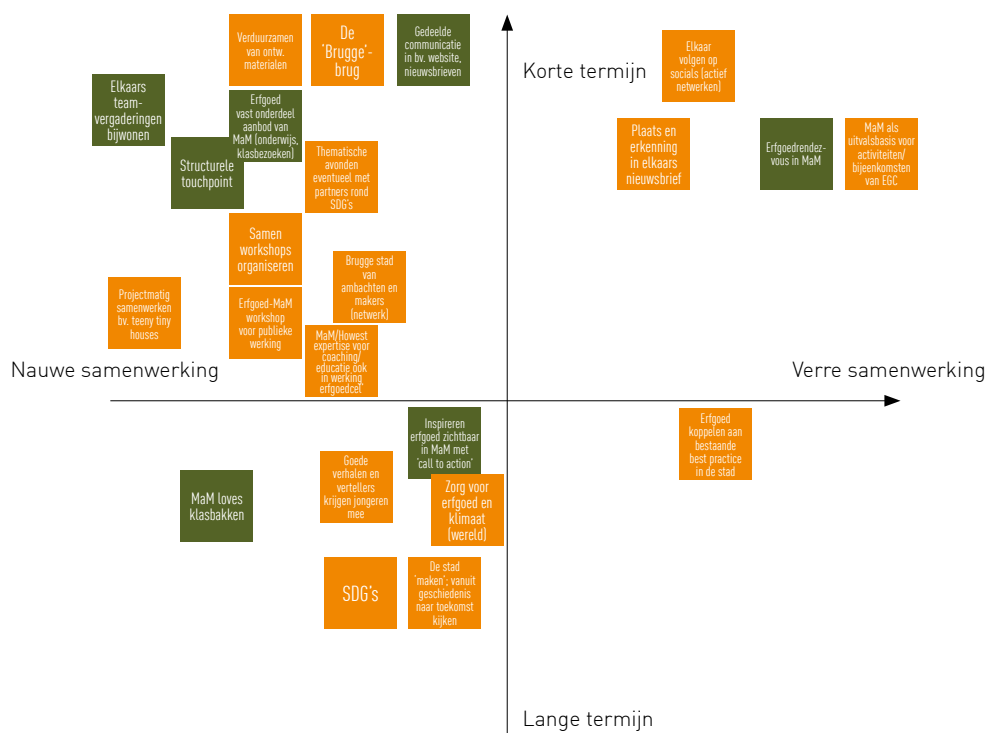 Verduurzamen
van ontw.
materialen
De
'Brugge'-
brug
Gedeelde
communicatie
in bv. website,
nieuwsbrieven
Korte termijn
Elkaar
volgen op
socials (actief
netwerken)
Elkaars
team-
vergaderingen
bijwonen
Erfgoed
vast onderdeel
aanbod van
MaM (onderwijs,
klasbezoeken)
Structurele
touchpoint
Thematische
avonden
eventueel met
partners rond
SDG's
Plaats en
erkenning
in elkaars
nieuwsbrief
Erfgoedrendez-
vous in MaM
MaM als
uitvalsbasis voor
activiteiten/
bijeenkomsten
van EGC
Samen
workshops
organiseren
Brugge stad
van
ambachten en
makers
(netwerk)
Projectmatig
samenwerken
bv. teeny tiny
houses
Erfgoed-MaM
workshop
voor publieke
werking
MaM/Howest
expertise voor
coaching/
educatie ook
in werking
erfgoedcel
Nauwe samenwerking
Verre samenwerking
Inspireren
erfgoed zichtbaar
in MaM met
'call to action'
Erfgoed
koppelen aan
bestaande
best practice
in de stad
Goede
verhalen en
vertellers
krijgen jongeren
mee
MaM loves
klasbakken
Zorg voor
erfgoed en
klimaat
(wereld)
SDG's
De stad
'maken'; vanuit
geschiedenis
naar toekomst
kijken
Lange termijn